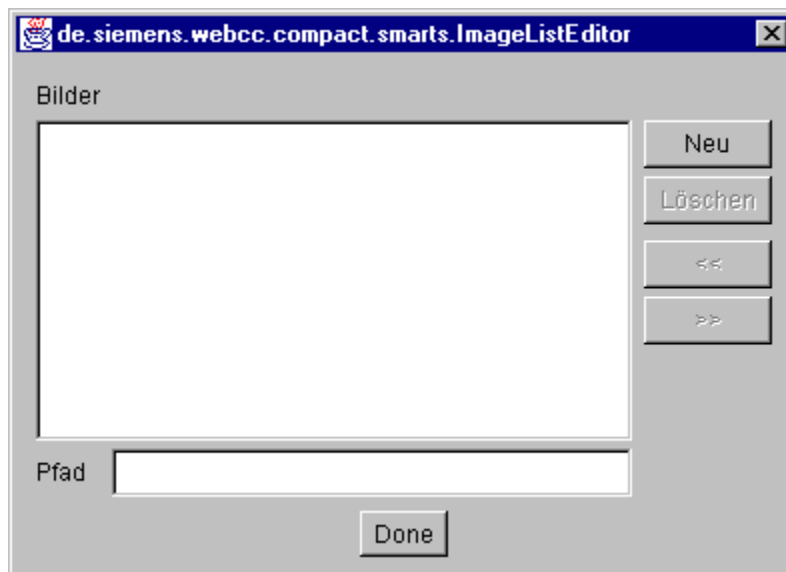 de.siemens.webcc.compact.smarts.ImageListEditor
Bilder
Neu
Löschen
<<
>>
Pfad
Done